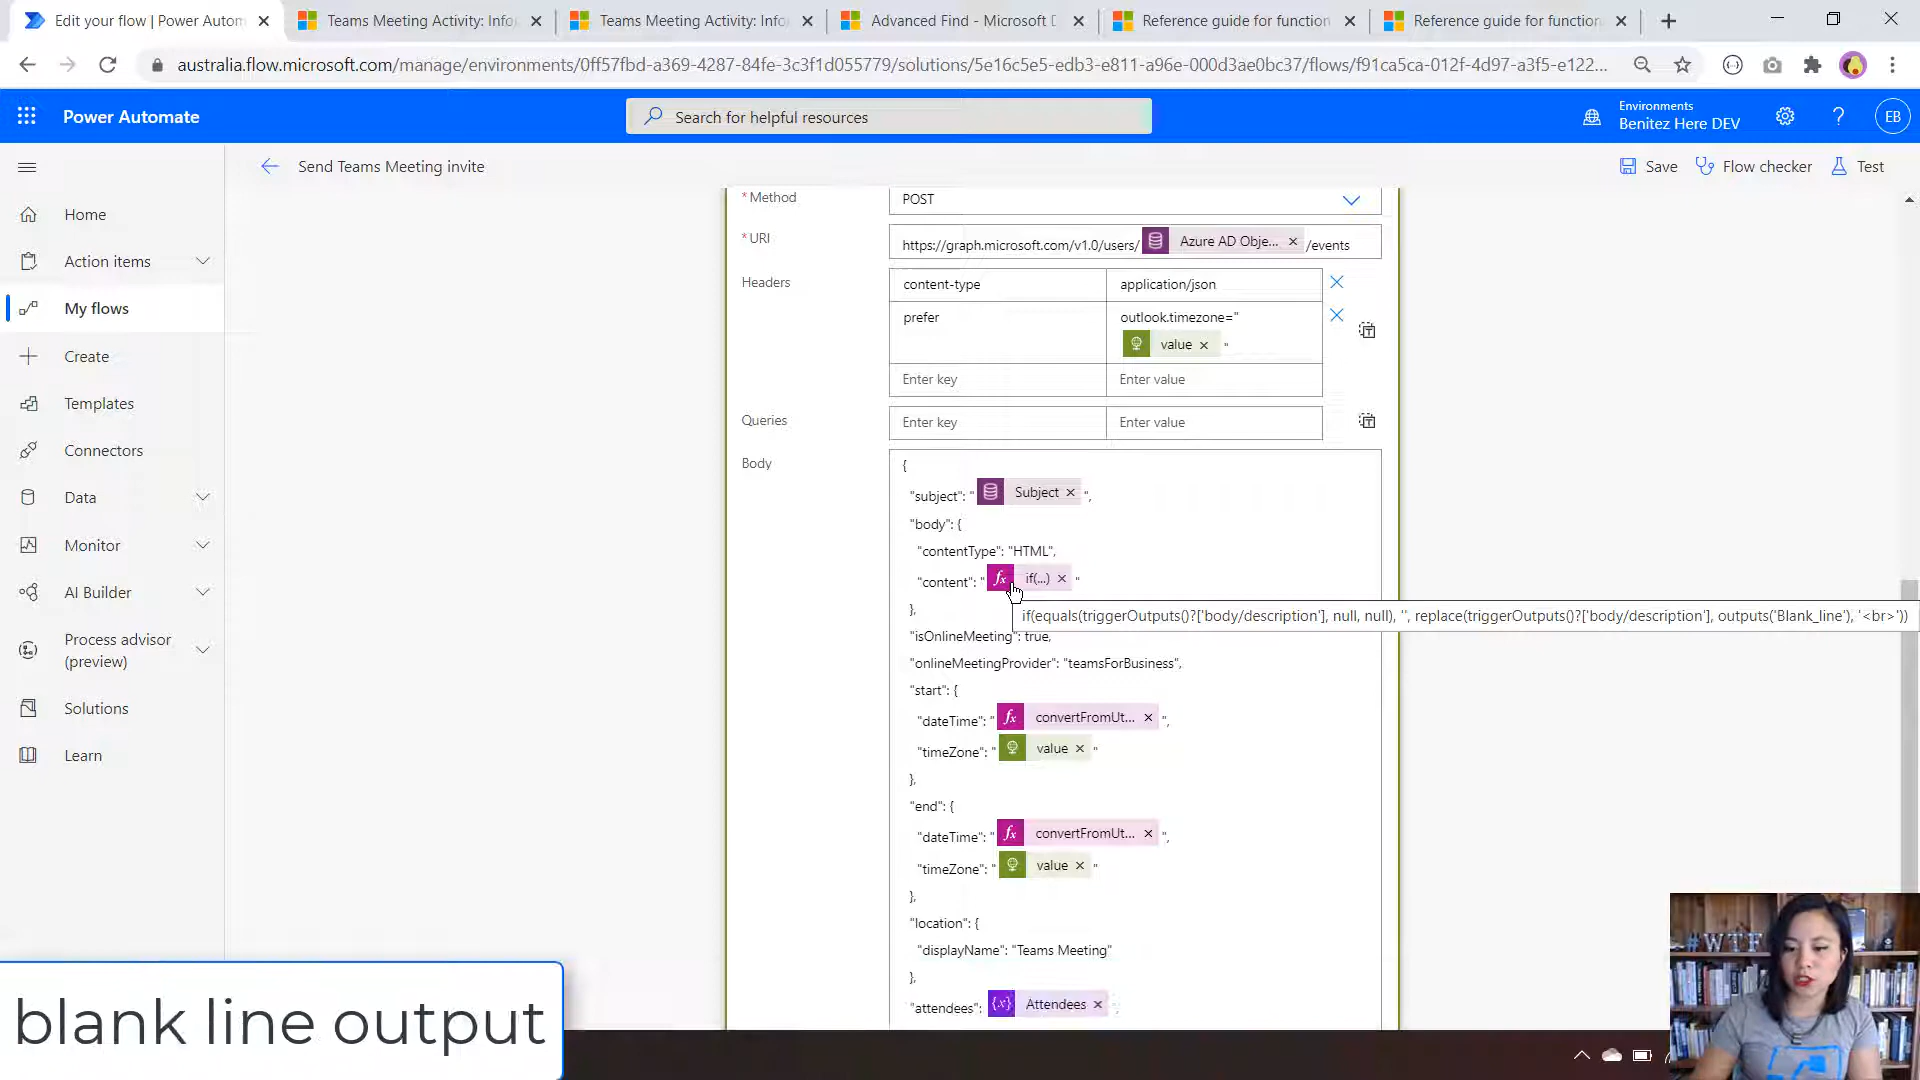 Edit your flow | Power Autom
Teams Meeting Activity: Info
Teams Meeting Activity: Info
Advanced Find - Microsoft D
Reference guide for function
Reference guide for function
australia.flow.microsoft.com/manage/environments/0ff57fbd-a369-4287-84fe-3c3f1d055779/solutions/5e16c5e5-edb3-e811-a96e-000d3ae0bc37/flows/f91ca5ca-012f-4d97-a3f5-e122...
Power Automate
Search for helpful resources
Environments
Benitez Here DEV
EB
Send Teams Meeting invite
Save
Flow checker
Test
Home
Action items
My flows
Create
Templates
Connectors
Data
Monitor
AI Builder
Process advisor
(preview)
Solutions
Learn
* Method
POST
* URI
https://graph.microsoft.com/v1.0/users/ Azure AD Obje... × /events
Headers
content-type
application/json
prefer
outlook.timezone="
value × "
Enter key
Enter value
Queries
Enter key
Enter value
Body
{
"subject": " Subject × ",
"body": {
"contentType": "HTML",
"content": " fx if(...) × "
},
if(equals(triggerOutputs()?['body/description'], null, null), '', replace(triggerOutputs()?['body/description'], outputs('Blank_line'), '<br>'))
"isOnlineMeeting": true,
"onlineMeetingProvider": "teamsForBusiness",
"start": {
"dateTime": " fx convertFromUt... × ",
"timeZone": " value × "
},
"end": {
"dateTime": " fx convertFromUt... × ",
"timeZone": " value × "
},
"location": {
"displayName": "Teams Meeting"
},
"attendees": {x} Attendees ×
blank line output
#WTF